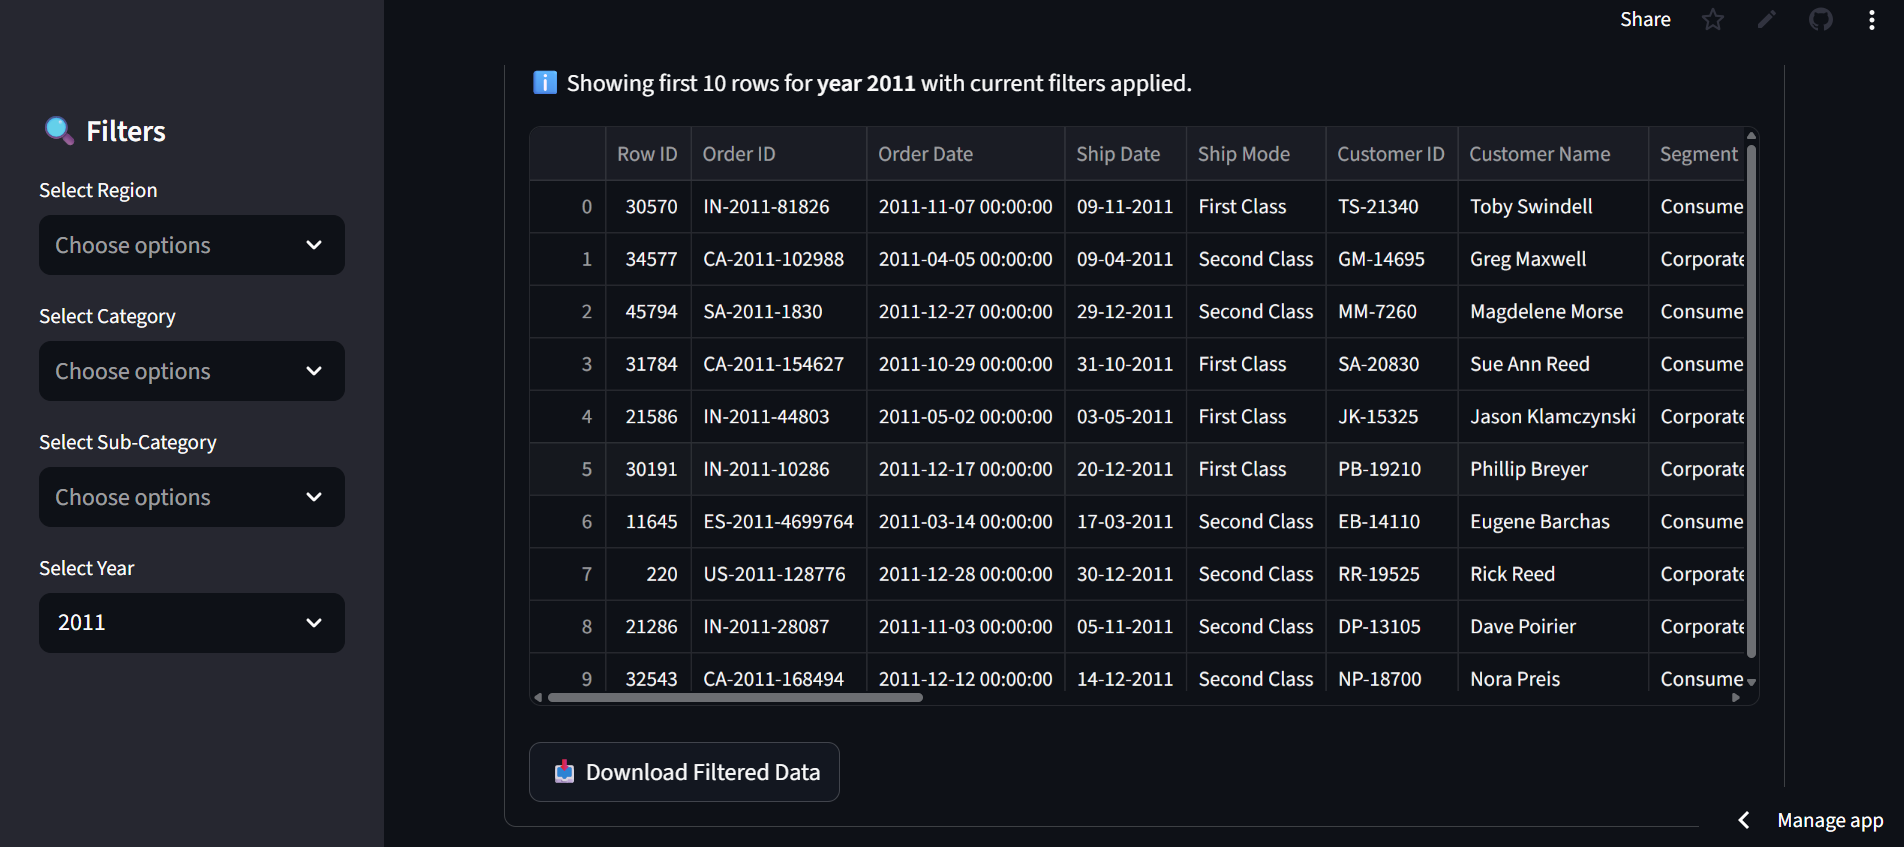 Share
Filters
Select Region
Choose options
Select Category
Choose options
Select Sub-Category
Choose options
Select Year
2011
i Showing first 10 rows for year 2011 with current filters applied.
Row ID Order ID Order Date Ship Date Ship Mode Customer ID Customer Name Segment
0 30570 IN-2011-81826 2011-11-07 00:00:00 09-11-2011 First Class TS-21340 Toby Swindell Consume
1 34577 CA-2011-102988 2011-04-05 00:00:00 09-04-2011 Second Class GM-14695 Greg Maxwell Corporate
2 45794 SA-2011-1830 2011-12-27 00:00:00 29-12-2011 Second Class MM-7260 Magdelene Morse Consume
3 31784 CA-2011-154627 2011-10-29 00:00:00 31-10-2011 First Class SA-20830 Sue Ann Reed Consume
4 21586 IN-2011-44803 2011-05-02 00:00:00 03-05-2011 First Class JK-15325 Jason Klamczynski Corporate
5 30191 IN-2011-10286 2011-12-17 00:00:00 20-12-2011 First Class PB-19210 Phillip Breyer Corporate
6 11645 ES-2011-4699764 2011-03-14 00:00:00 17-03-2011 Second Class EB-14110 Eugene Barchas Consume
7 220 US-2011-128776 2011-12-28 00:00:00 30-12-2011 Second Class RR-19525 Rick Reed Corporate
8 21286 IN-2011-28087 2011-11-03 00:00:00 05-11-2011 Second Class DP-13105 Dave Poirier Corporate
9 32543 CA-2011-168494 2011-12-12 00:00:00 14-12-2011 Second Class NP-18700 Nora Preis Consume
Download Filtered Data
Manage app